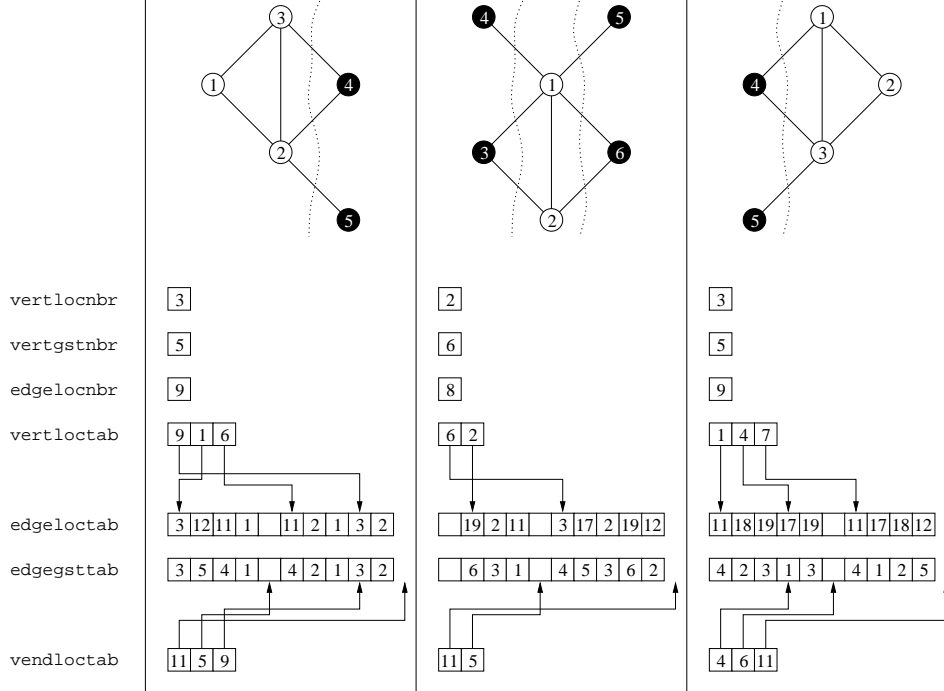 3 4 5 1
1 4 1 4 2
2 3 6 3
5 2 5
vertlocnbr 3 2 3
vertgstnbr 5 6 5
edgelocnbr 9 8 9
vertloctab 9 1 6 6 2 1 4 7
edgeloctab 3 12 11 1 11 2 1 3 2 19 2 11 3 17 2 19 12 11 18 19 17 19 11 17 18 12
edgegsttab 3 5 4 1 4 2 1 3 2 6 3 1 4 5 3 6 2 4 2 3 1 3 4 1 2 5
vendloctab 11 5 9 11 5 4 6 11